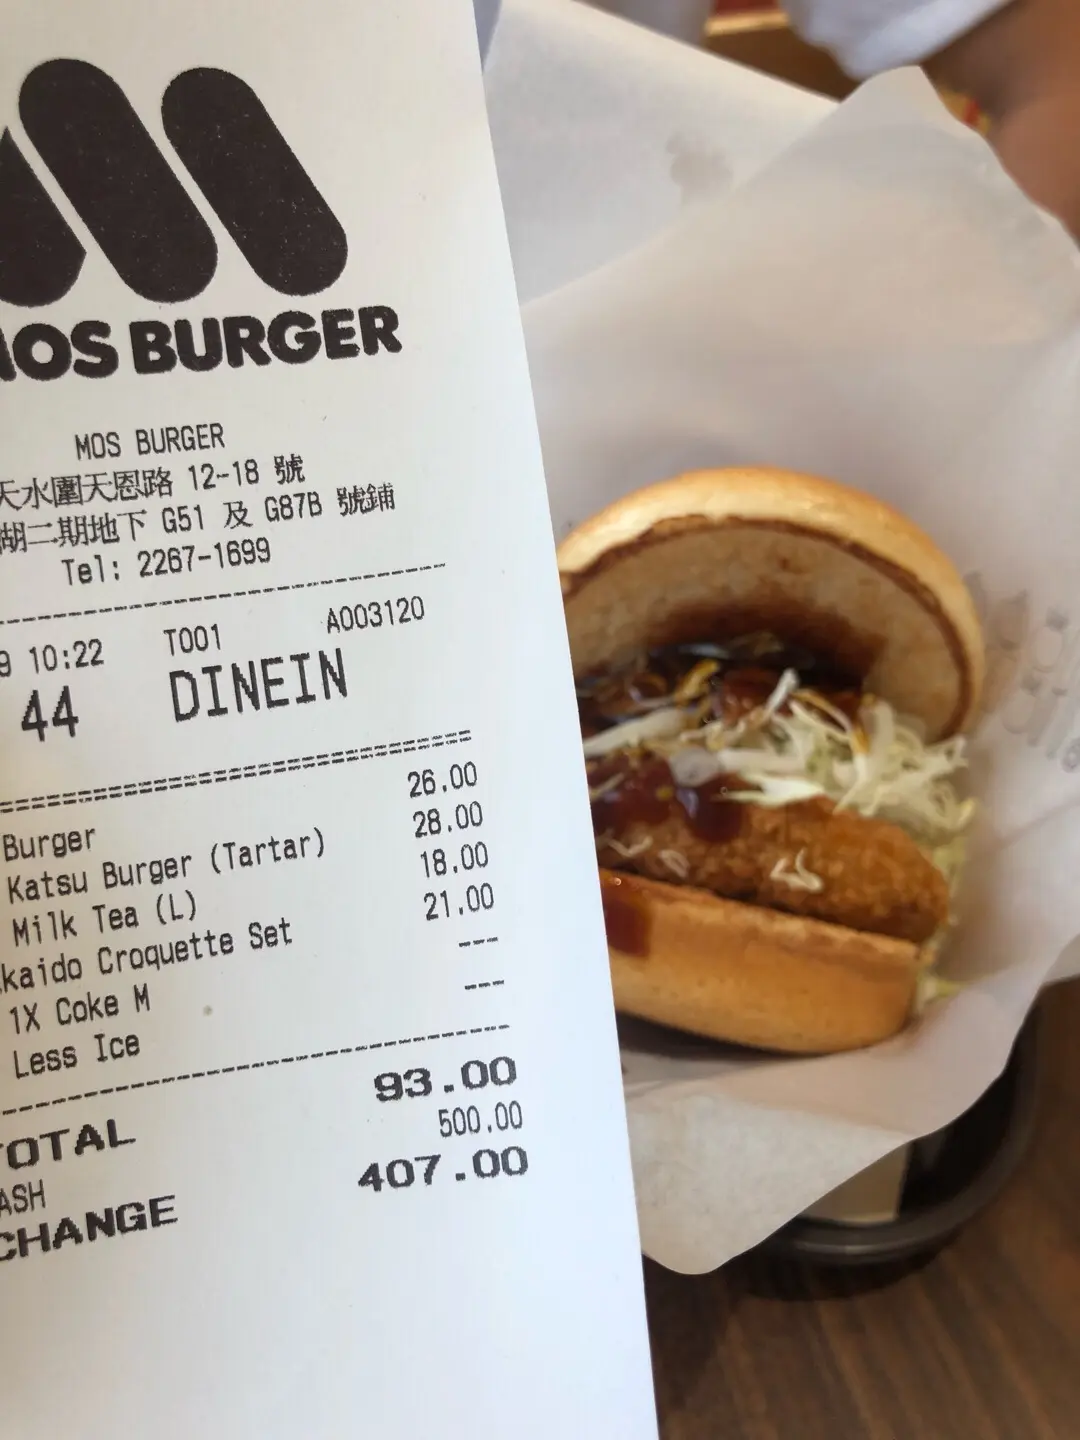 MOS BURGER
MOS BURGER
天水圍天恩路 12-18 號
湖二期地下 G51 及 G87B 號鋪
Tel: 2267-1699
9 10:22 T001 A003120
44 DINEIN
Burger 26.00
Katsu Burger (Tartar) 28.00
Milk Tea (L) 18.00
kaido Croquette Set 21.00
1X Coke M ---
Less Ice ---
TOTAL 93.00
ASH 500.00
CHANGE 407.00